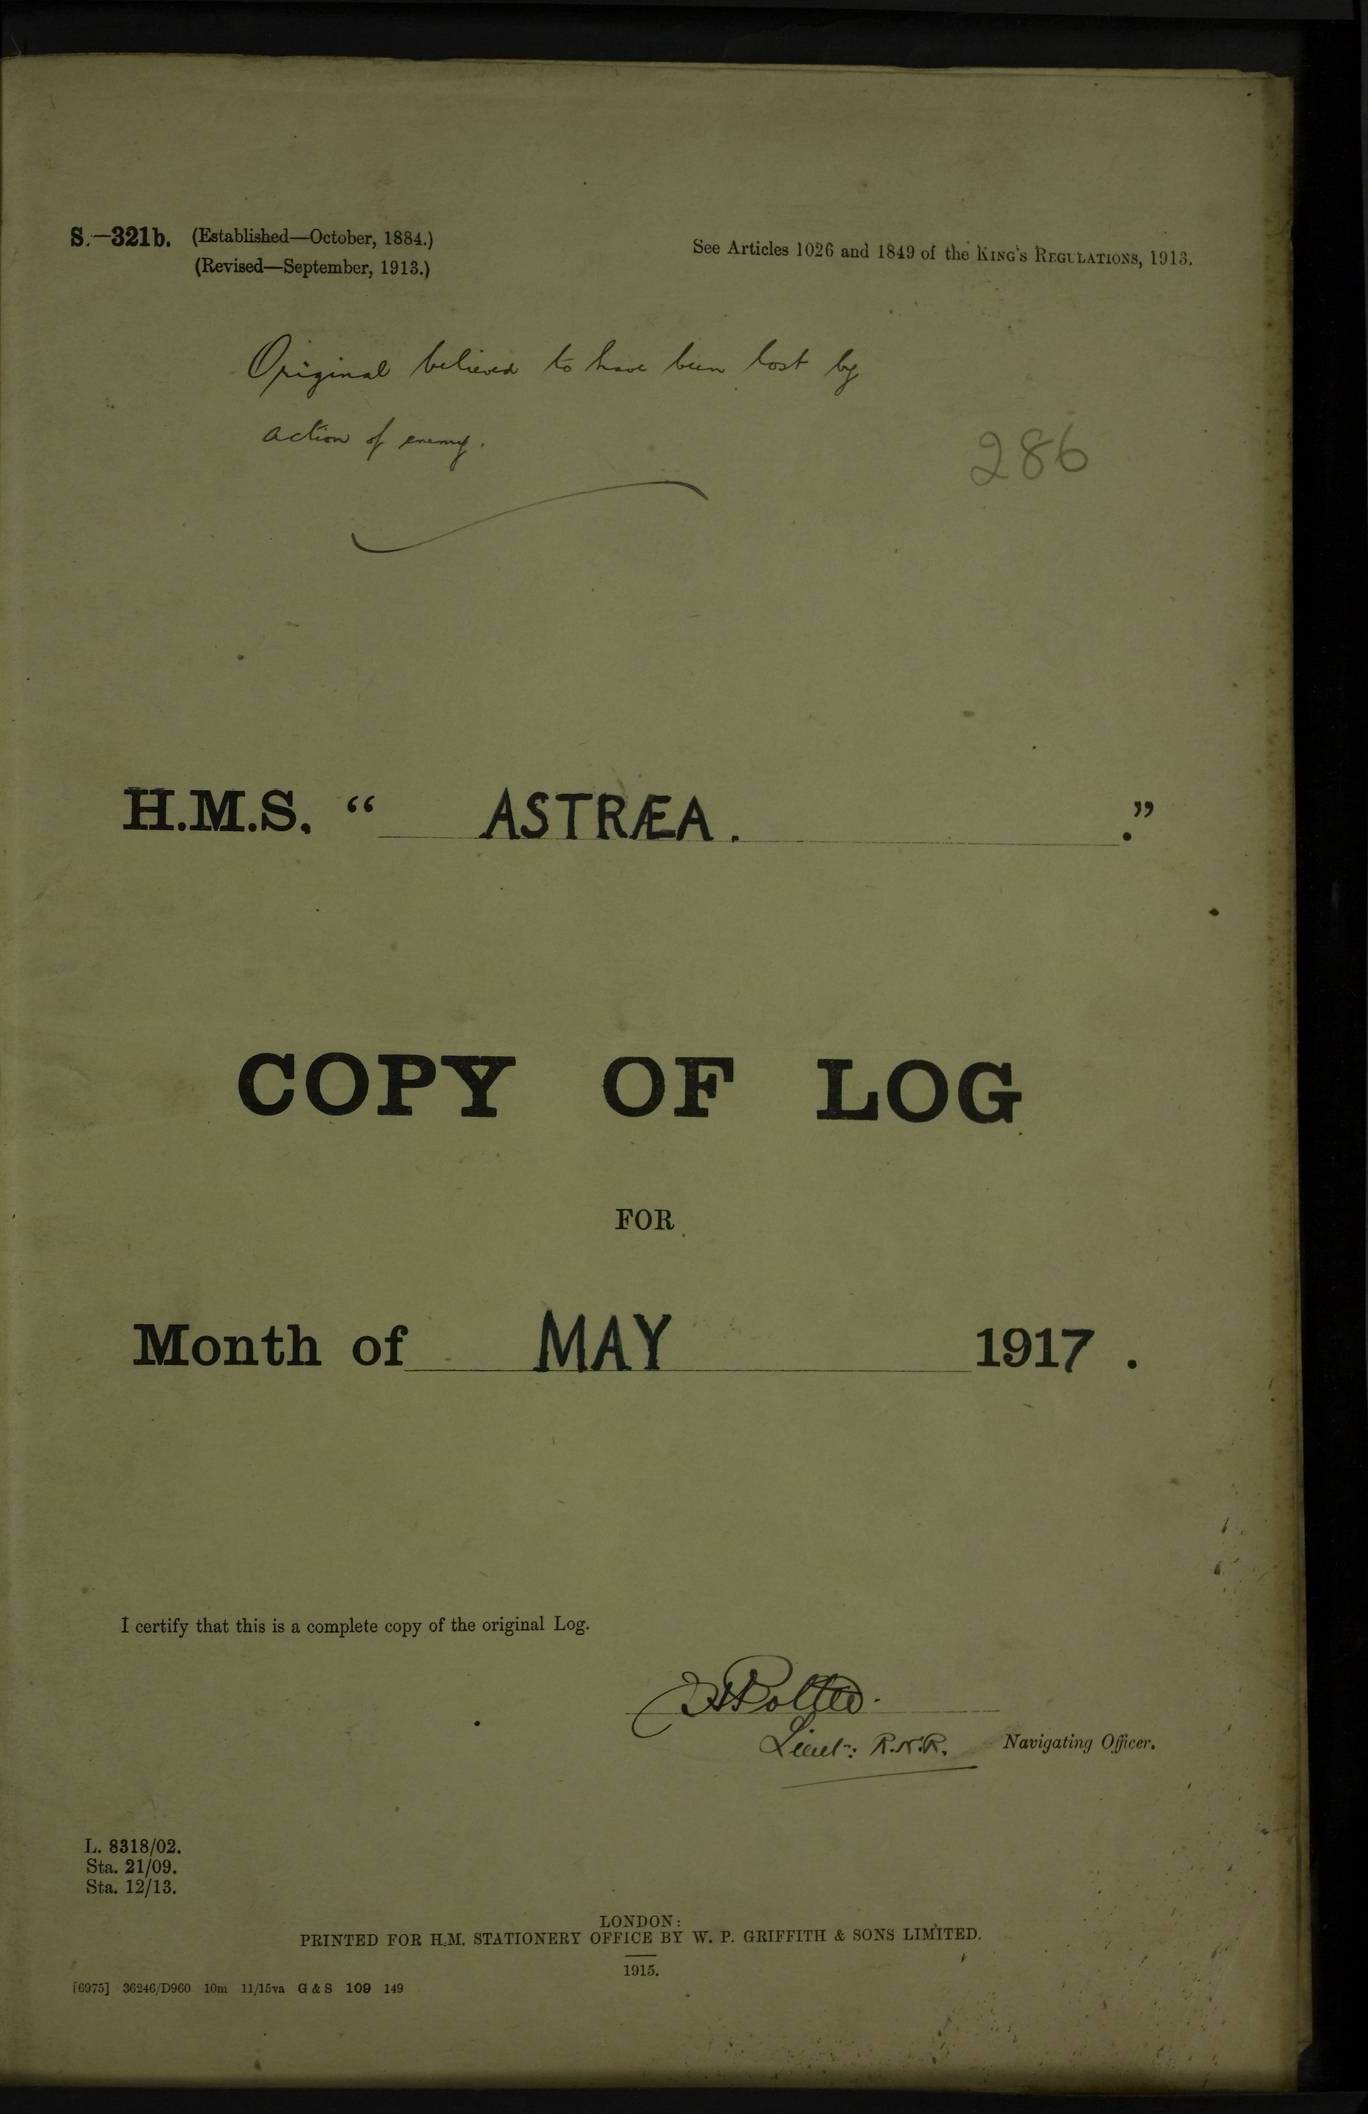 S.—321b. (Established—October, 1884.)
(Revised—September, 1913.)
See Articles 1026 and 1849 of the KING'S REGULATIONS, 1913.
Original believed to have been lost by
action of enemy.
286
H.M.S. “ ASTRÆA. .”
COPY OF LOG
FOR
Month of MAY 1917 .
I certify that this is a complete copy of the original Log.
Lieut: R.N.R. Navigating Officer.
L. 8318/02.
Sta. 21/09.
Sta. 12/13.
LONDON:
PRINTED FOR H.M. STATIONERY OFFICE BY W. P. GRIFFITH & SONS LIMITED.
1915.
[6975] 36246/D960 10m 11/15va G & S 109 149